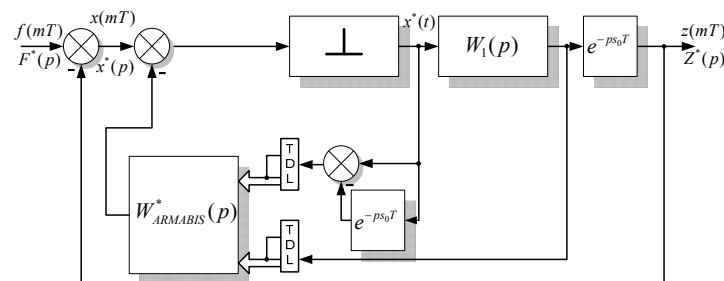 f(mT)
x(mT)
x*(t)
z(mT)
F*(p)
x*(p)
W₁(p)
e^{-ps₀T}
Z*(p)
-
-
T
D
L
W*_{ARMABIS}(p)
-
e^{-ps₀T}
T
D
L